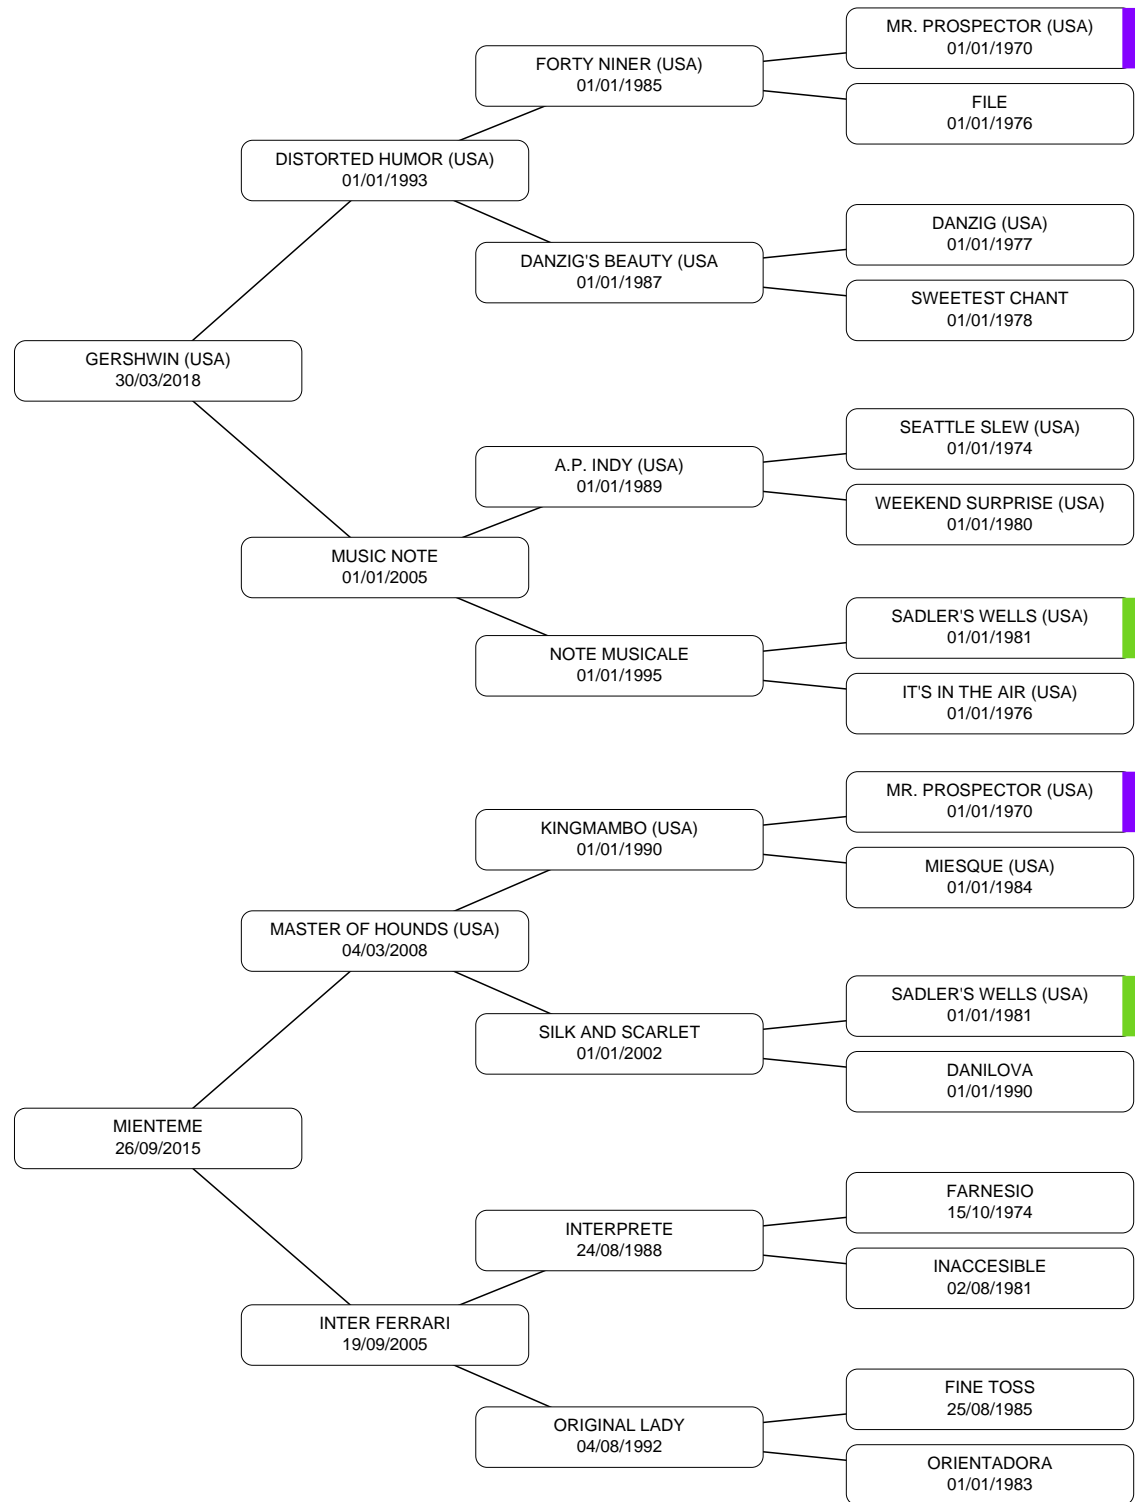 MR. PROSPECTOR (USA)
01/01/1970
FORTY NINER (USA)
01/01/1985
FILE
01/01/1976
DISTORTED HUMOR (USA)
01/01/1993
DANZIG (USA)
01/01/1977
DANZIG'S BEAUTY (USA
01/01/1987
SWEETEST CHANT
01/01/1978
GERSHWIN (USA)
30/03/2018
SEATTLE SLEW (USA)
01/01/1974
A.P. INDY (USA)
01/01/1989
WEEKEND SURPRISE (USA)
01/01/1980
MUSIC NOTE
01/01/2005
SADLER'S WELLS (USA)
01/01/1981
NOTE MUSICALE
01/01/1995
IT'S IN THE AIR (USA)
01/01/1976
MR. PROSPECTOR (USA)
01/01/1970
KINGMAMBO (USA)
01/01/1990
MIESQUE (USA)
01/01/1984
MASTER OF HOUNDS (USA)
04/03/2008
SADLER'S WELLS (USA)
01/01/1981
SILK AND SCARLET
01/01/2002
DANILOVA
01/01/1990
MIENTEME
26/09/2015
FARNESIO
15/10/1974
INTERPRETE
24/08/1988
INACCESIBLE
02/08/1981
INTER FERRARI
19/09/2005
FINE TOSS
25/08/1985
ORIGINAL LADY
04/08/1992
ORIENTADORA
01/01/1983